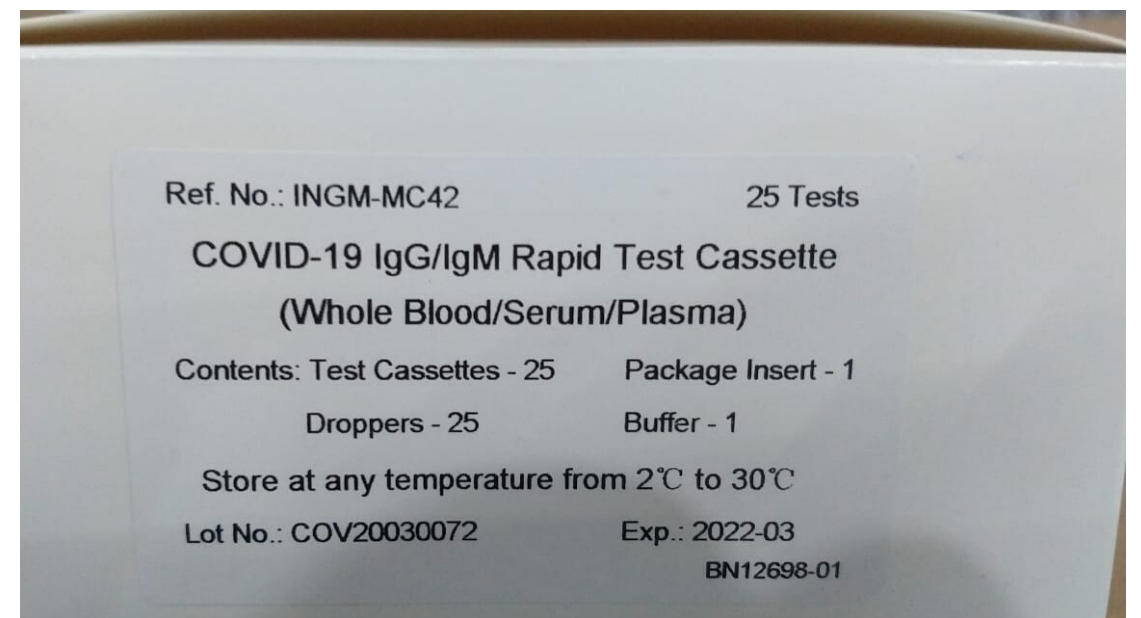 Ref. No.: INGM-MC42 25 Tests
COVID-19 IgG/IgM Rapid Test Cassette
(Whole Blood/Serum/Plasma)
Contents: Test Cassettes - 25 Package Insert - 1
Droppers - 25 Buffer - 1
Store at any temperature from 2℃ to 30℃
Lot No.: COV20030072 Exp.: 2022-03
BN12698-01